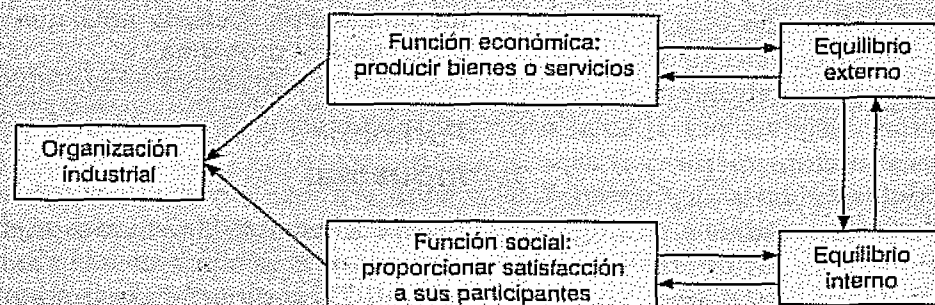 Función económica:
producir bienes o servicios
Equilibrio
externo
Organización
industrial
Función social:
proporcionar satisfacción
a sus participantes
Equilibrio
interno